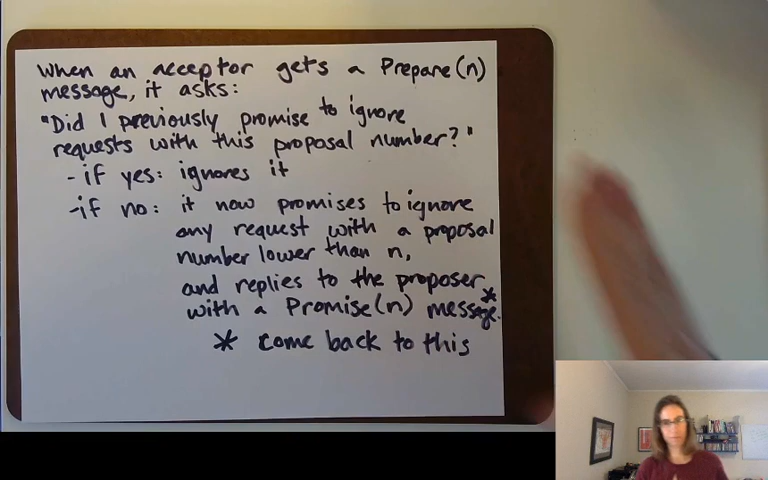 When an acceptor gets a Prepare(n)
message, it asks:
"Did I previously promise to ignore
requests with this proposal number?"
- if yes: ignores it
- if no: it now promises to ignore
any request with a proposal
number lower than n,
and replies to the proposer
with a Promise(n) message.*
* come back to this